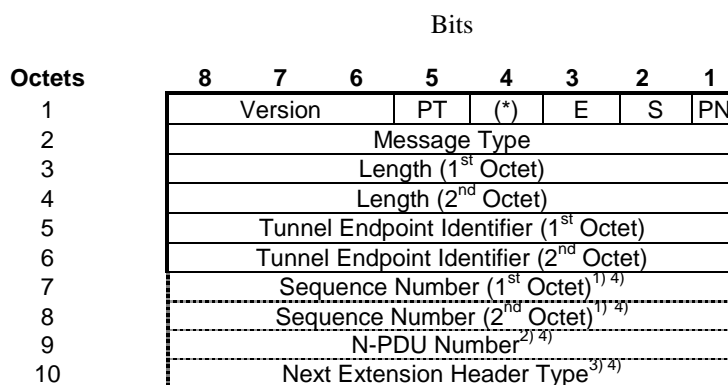 Bits
Octets 8 7 6 5 4 3 2 1
1 Version PT (*) E S PN
2 Message Type
3 Length (1st Octet)
4 Length (2nd Octet)
5 Tunnel Endpoint Identifier (1st Octet)
6 Tunnel Endpoint Identifier (2nd Octet)
7 Sequence Number (1st Octet)1) 4)
8 Sequence Number (2nd Octet)1) 4)
9 N-PDU Number2) 4)
10 Next Extension Header Type3) 4)